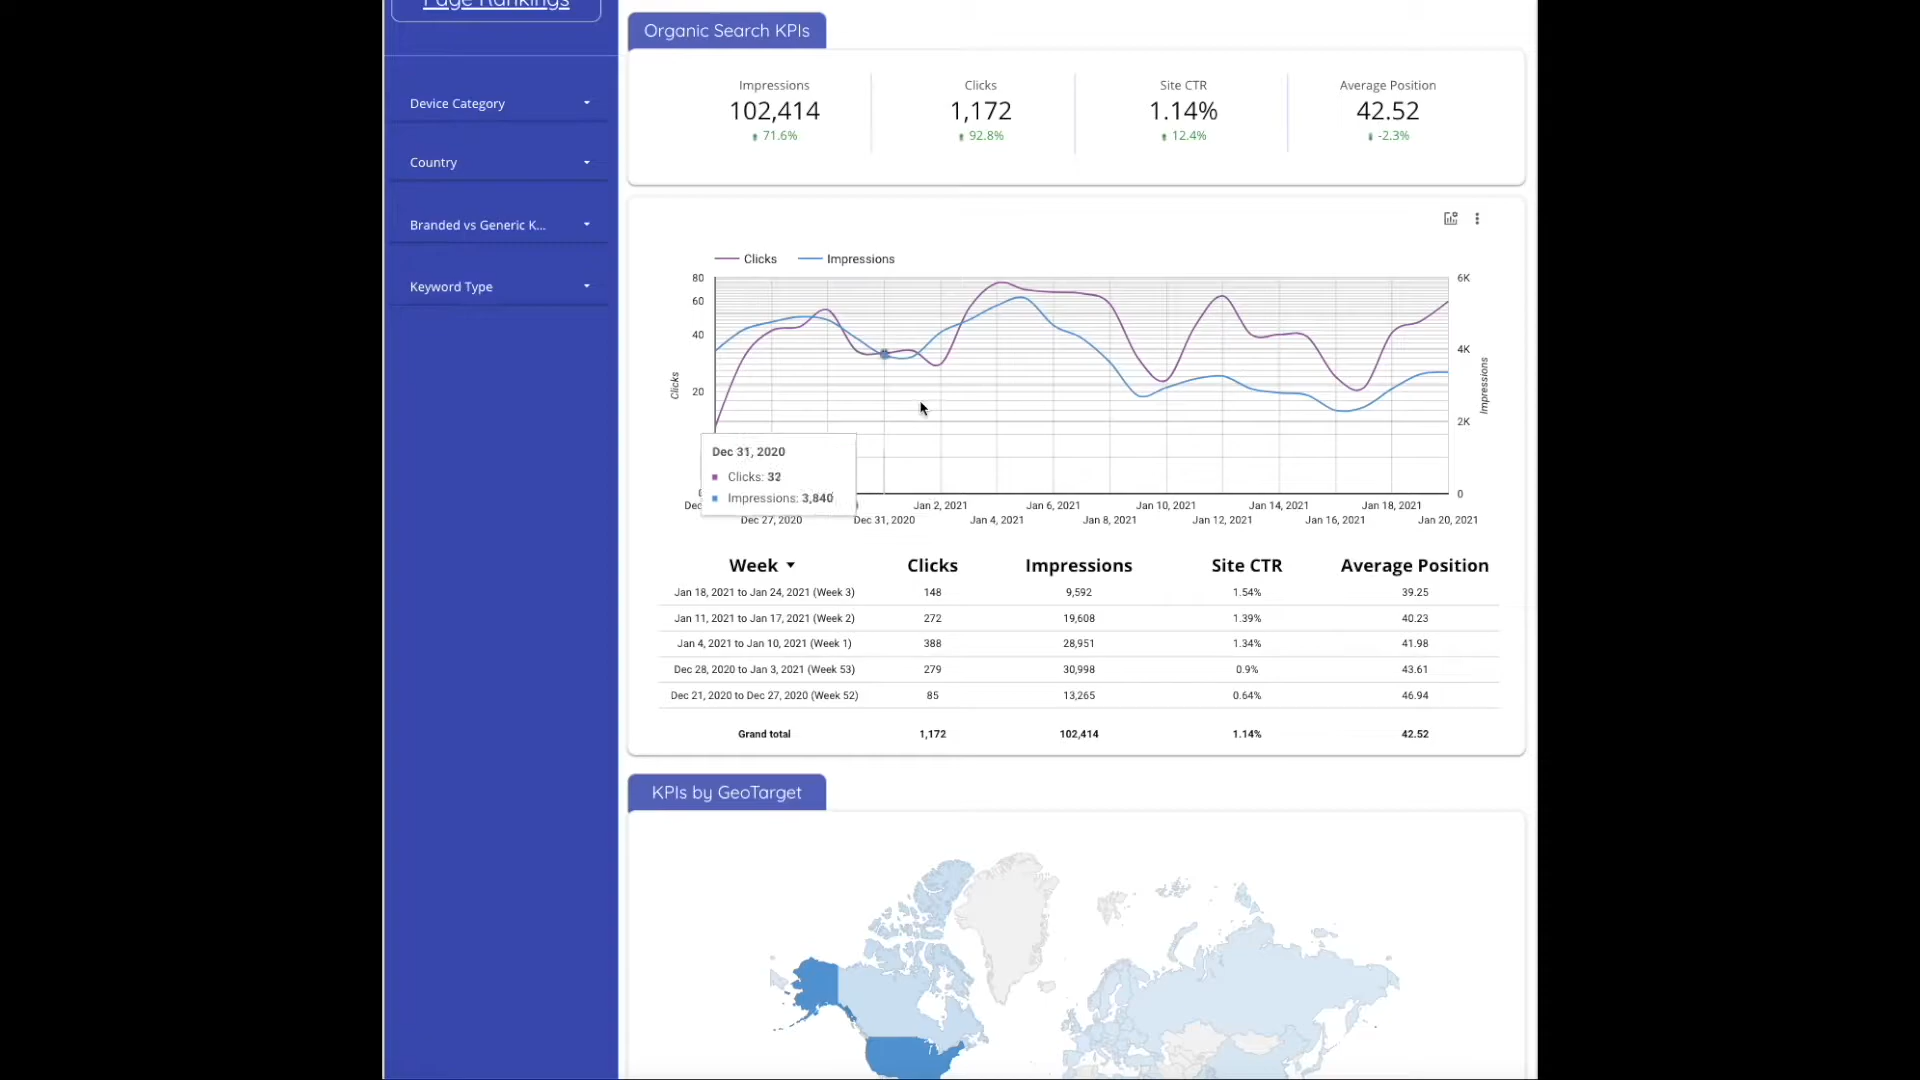 Page Rankings
Organic Search KPIs
Device Category
Country
Branded vs Generic K...
Keyword Type
Impressions Clicks Site CTR Average Position
102,414 1,172 1.14% 42.52
71.6% 92.8% 12.4% -2.3%
Clicks Impressions
80 6K
60
40 4K
20
2K
0
Clicks
Impressions
Dec 31, 2020
Clicks: 32
Impressions: 3,840
Dec Jan 2, 2021 Jan 6, 2021 Jan 10, 2021 Jan 14, 2021 Jan 18, 2021
Dec 27, 2020 Dec 31, 2020 Jan 4, 2021 Jan 8, 2021 Jan 12, 2021 Jan 16, 2021 Jan 20, 2021
Week Clicks Impressions Site CTR Average Position
Jan 18, 2021 to Jan 24, 2021 (Week 3) 148 9,592 1.54% 39.25
Jan 11, 2021 to Jan 17, 2021 (Week 2) 272 19,608 1.39% 40.23
Jan 4, 2021 to Jan 10, 2021 (Week 1) 388 28,951 1.34% 41.98
Dec 28, 2020 to Jan 3, 2021 (Week 53) 279 30,998 0.9% 43.61
Dec 21, 2020 to Dec 27, 2020 (Week 52) 85 13,265 0.64% 46.94
Grand total 1,172 102,414 1.14% 42.52
KPIs by GeoTarget